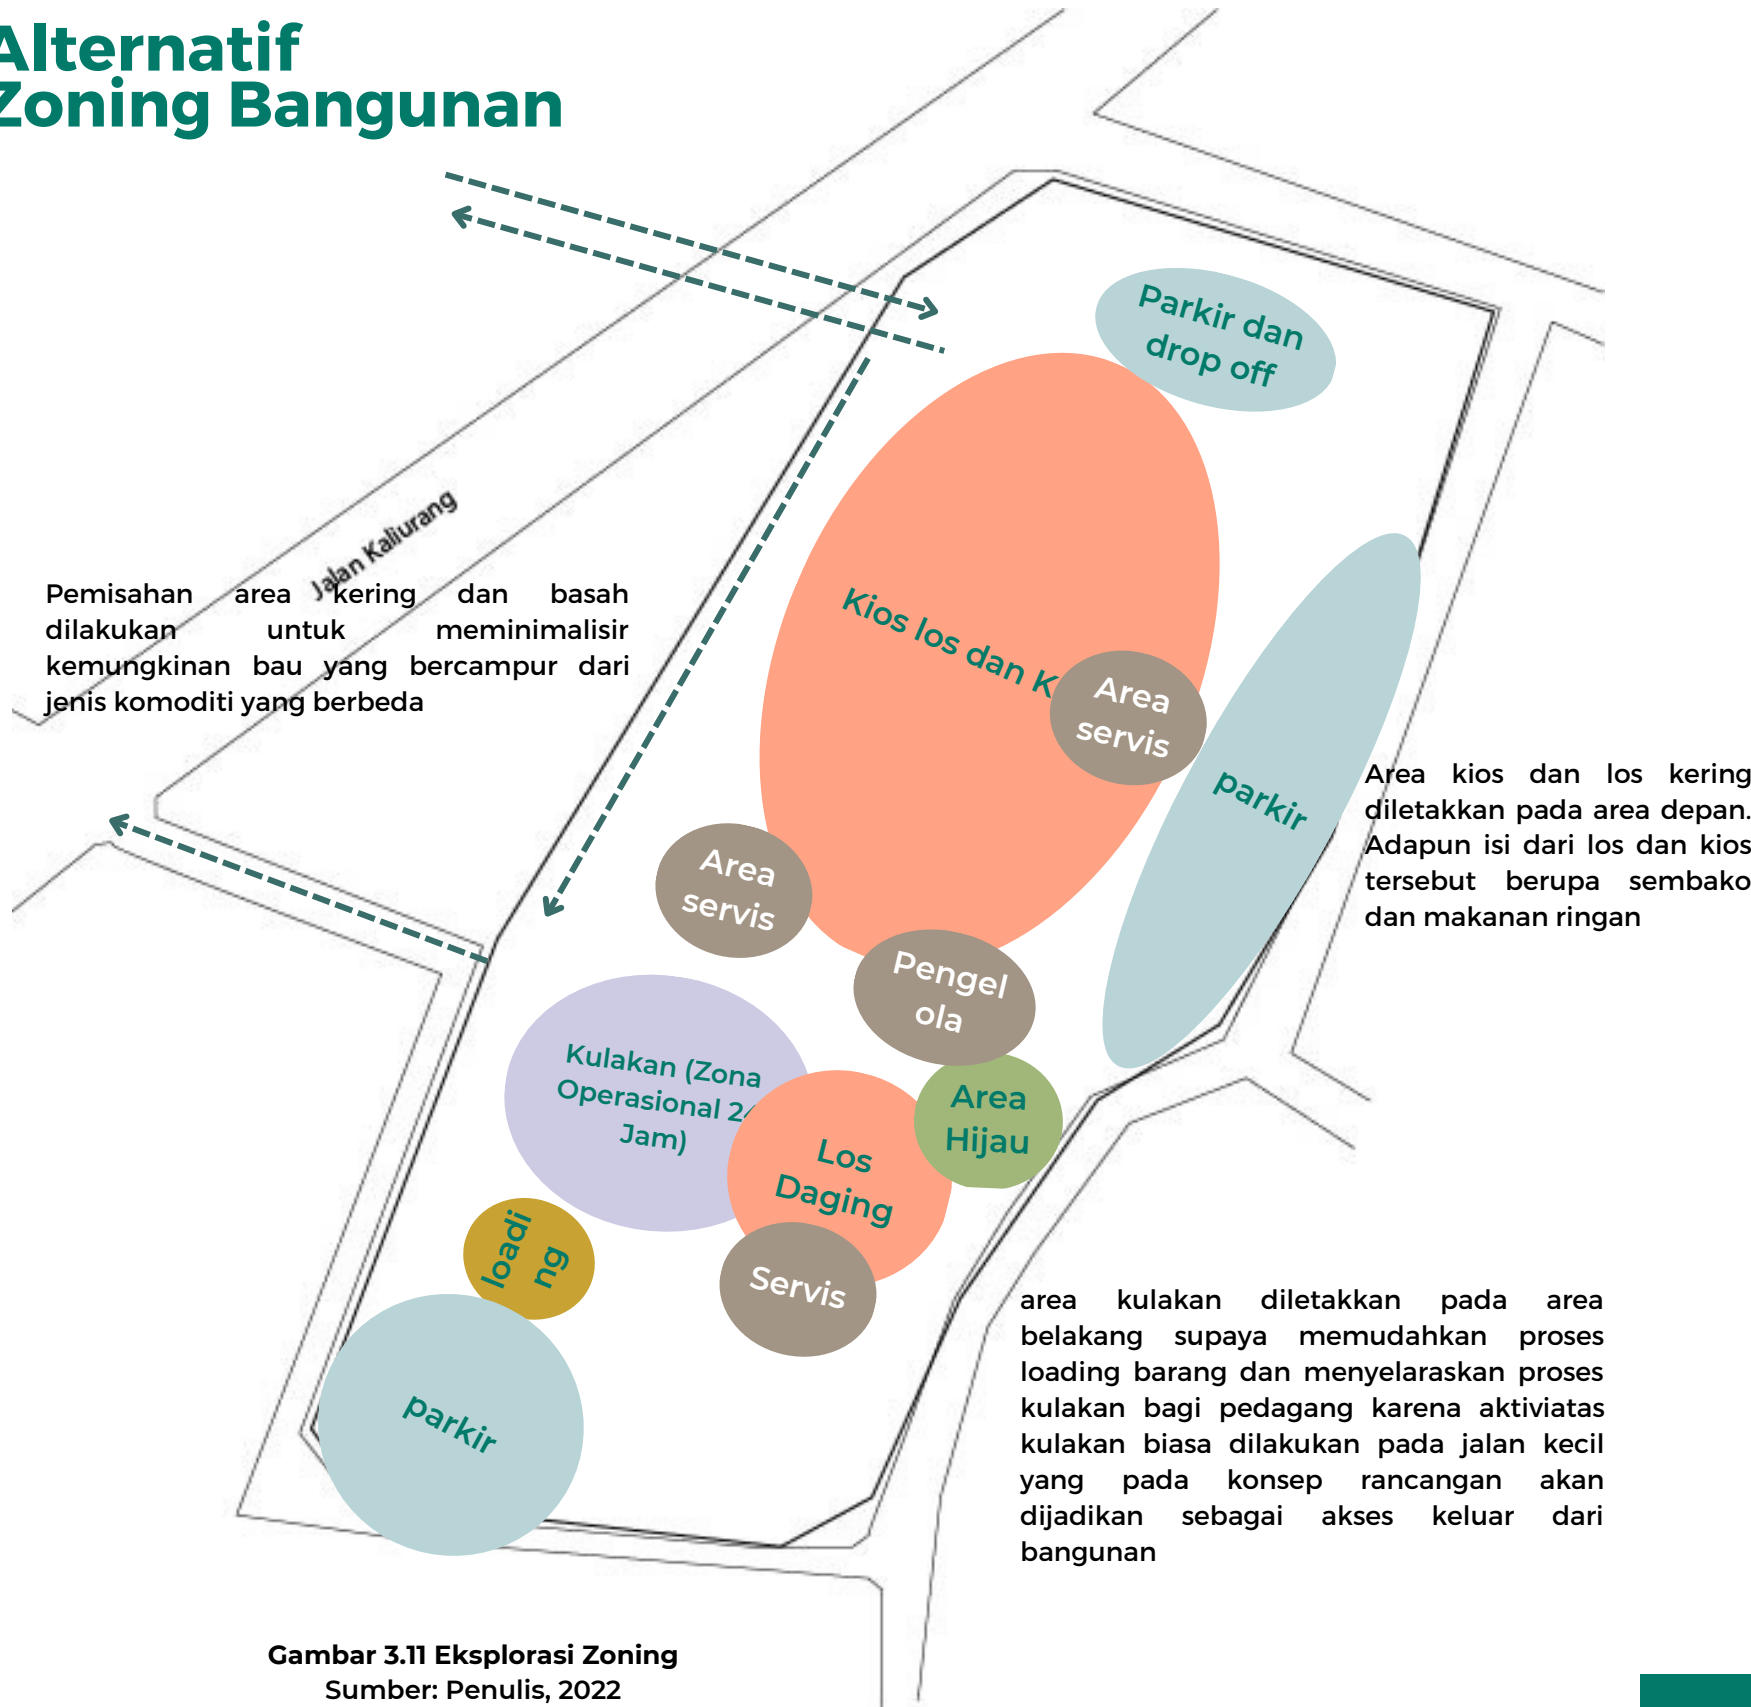 Alternatif
Zoning Bangunan
Parkir dan
drop off
Jalan Kaliurang
Pemisahan area kering dan basah
dilakukan untuk meminimalisir
kemungkinan bau yang bercampur dari
jenis komoditi yang berbeda
Kios los dan K
Area
servis
parkir
Area kios dan los kering
diletakkan pada area depan.
Adapun isi dari los dan kios
tersebut berupa sembako
dan makanan ringan
Area
servis
Pengel
ola
Kulakan (Zona
Operasional 24
Jam)
Area
Hijau
Los
Daging
loadi
ng
Servis
parkir
area kulakan diletakkan pada area
belakang supaya memudahkan proses
loading barang dan menyelaraskan proses
kulakan bagi pedagang karena aktiviatas
kulakan biasa dilakukan pada jalan kecil
yang pada konsep rancangan akan
dijadikan sebagai akses keluar dari
bangunan
Gambar 3.11 Eksplorasi Zoning
Sumber: Penulis, 2022